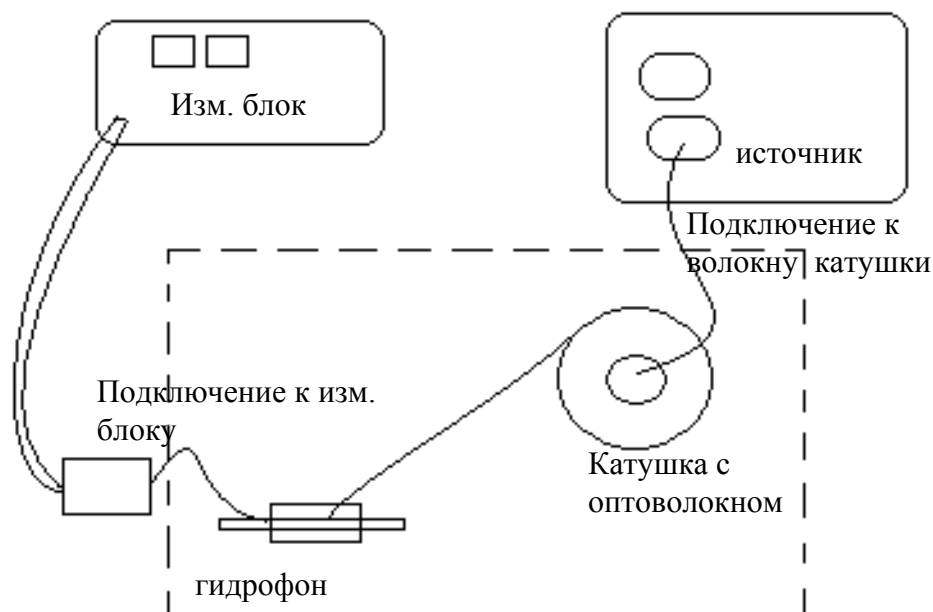 Изм. блок
источник
Подключение к
волокну катушки
Подключение к изм.
блоку
Катушка с
оптоволокном
гидрофон